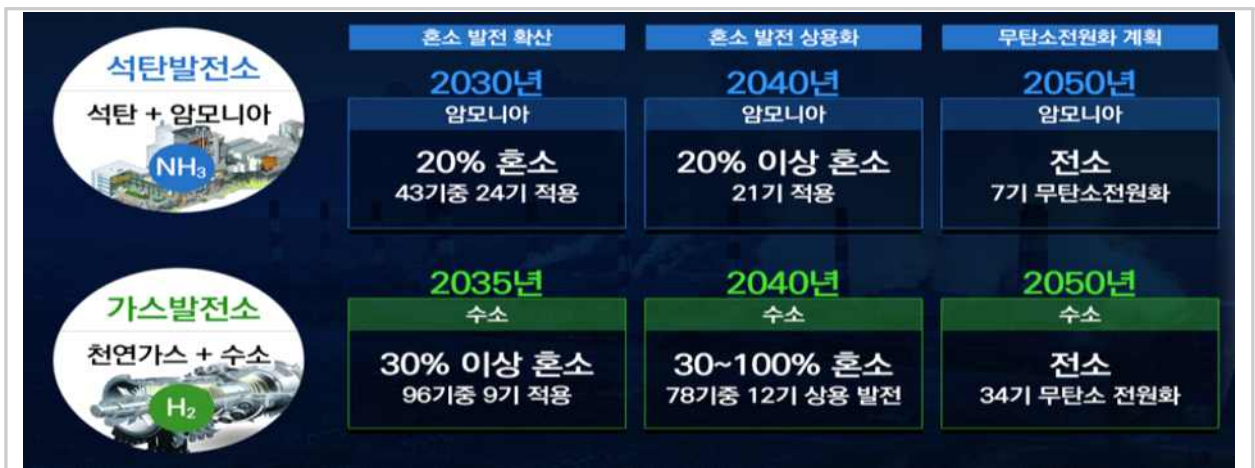 혼소 발전 확산
혼소 발전 상용화
무탄소전원화 계획
석탄발전소
석탄 + 암모니아
NH₃
2030년
암모니아
20% 혼소
43기중 24기 적용
2040년
암모니아
20% 이상 혼소
21기 적용
2050년
암모니아
전소
7기 무탄소전원화
가스발전소
천연가스 + 수소
H₂
2035년
수소
30% 이상 혼소
96기중 9기 적용
2040년
수소
30~100% 혼소
78기중 12기 상용 발전
2050년
수소
전소
34기 무탄소 전원화